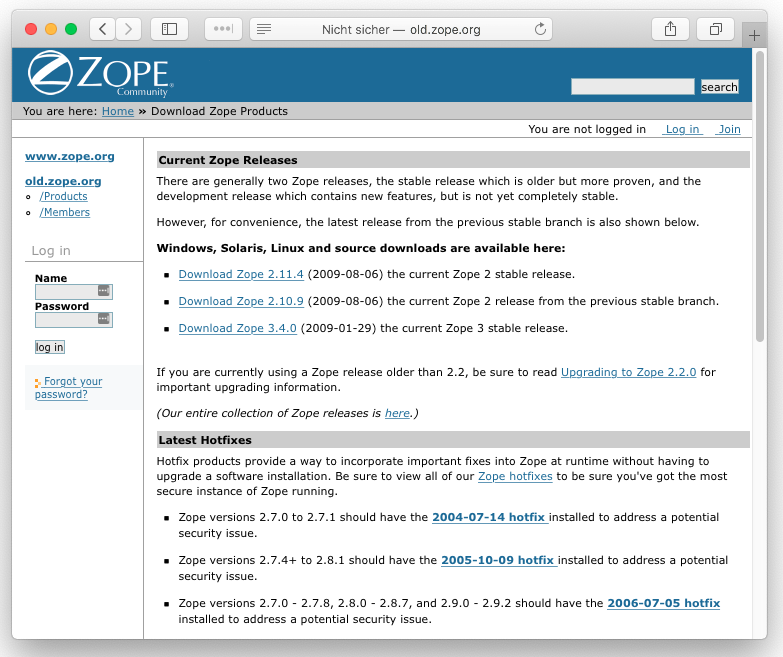 Nicht sicher — old.zope.org
ZOPE
Community
search
You are here: Home » Download Zope Products
You are not logged in Log in Join
www.zope.org
old.zope.org
/Products
/Members
Log in
Name
Password
log in
Forgot your
password?
Current Zope Releases
There are generally two Zope releases, the stable release which is older but more proven, and the
development release which contains new features, but is not yet completely stable.
However, for convenience, the latest release from the previous stable branch is also shown below.
Windows, Solaris, Linux and source downloads are available here:
Download Zope 2.11.4 (2009-08-06) the current Zope 2 stable release.
Download Zope 2.10.9 (2009-08-06) the current Zope 2 release from the previous stable branch.
Download Zope 3.4.0 (2009-01-29) the current Zope 3 stable release.
If you are currently using a Zope release older than 2.2, be sure to read Upgrading to Zope 2.2.0 for
important upgrading information.
(Our entire collection of Zope releases is here.)
Latest Hotfixes
Hotfix products provide a way to incorporate important fixes into Zope at runtime without having to
upgrade a software installation. Be sure to view all of our Zope hotfixes to be sure you've got the most
secure instance of Zope running.
Zope versions 2.7.0 to 2.7.1 should have the 2004-07-14 hotfix installed to address a potential
security issue.
Zope versions 2.7.4+ to 2.8.1 should have the 2005-10-09 hotfix installed to address a potential
security issue.
Zope versions 2.7.0 - 2.7.8, 2.8.0 - 2.8.7, and 2.9.0 - 2.9.2 should have the 2006-07-05 hotfix
installed to address a potential security issue.